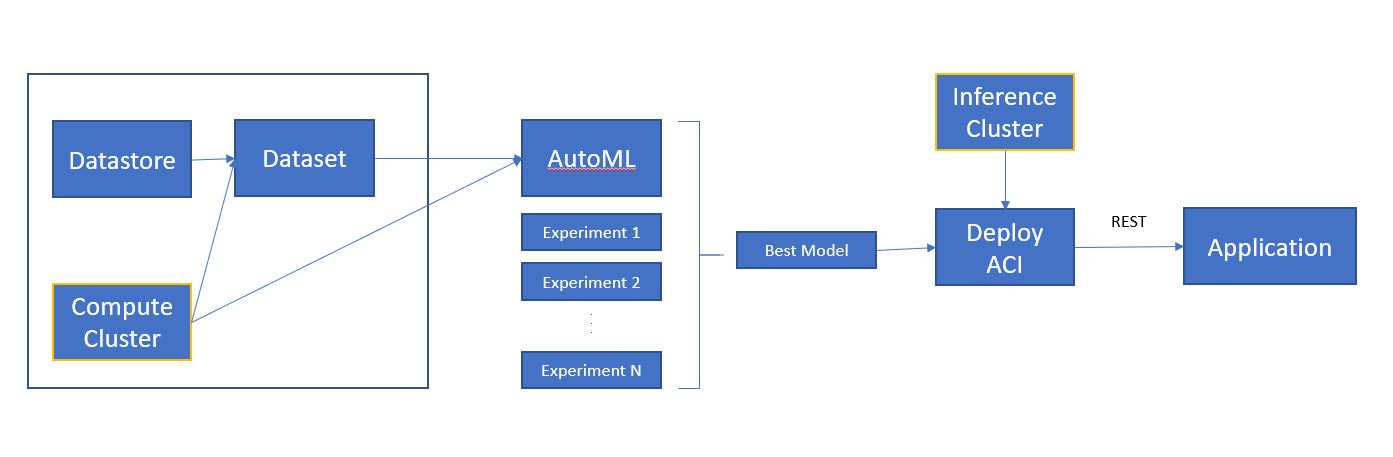 Datastore
Dataset
Compute
Cluster
AutoML
Experiment 1
Experiment 2
Experiment N
Best Model
Inference
Cluster
Deploy
ACI
REST
Application